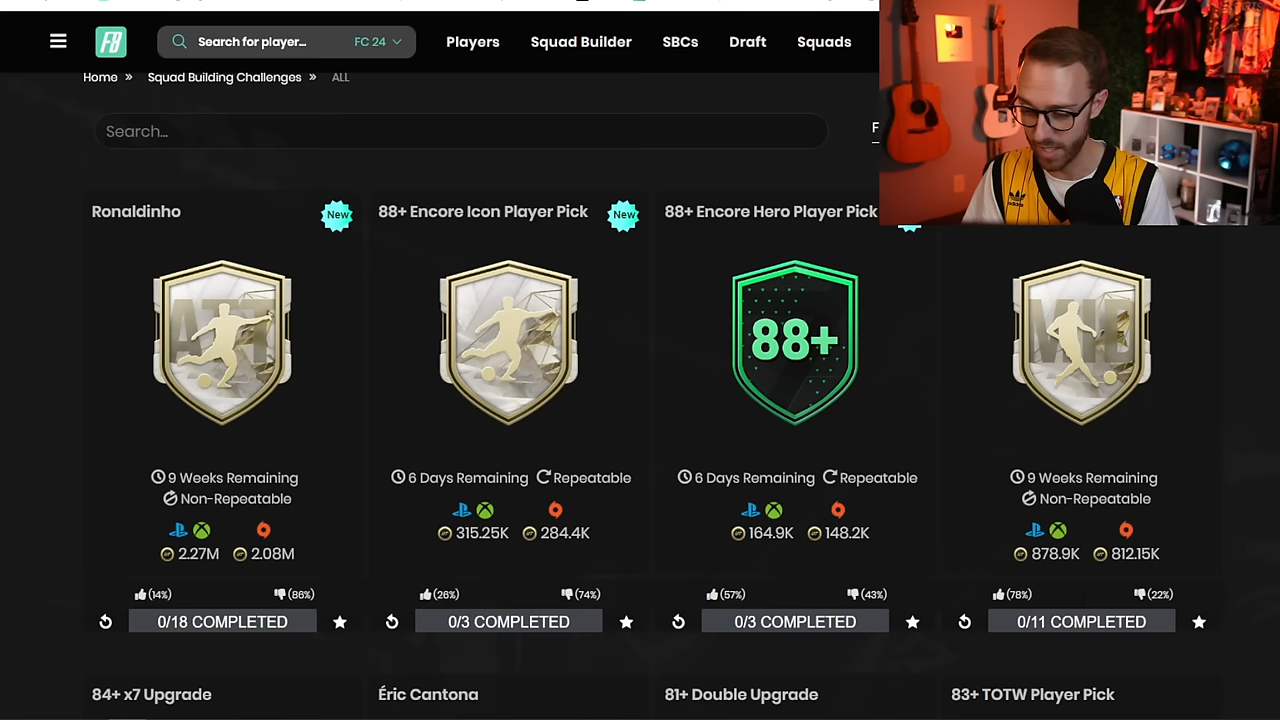 FB
Search for player...
FC 24
Players
Squad Builder
SBCs
Draft
Squads
Home » Squad Building Challenges » ALL
Search...
F
Ronaldinho
New
88+ Encore Icon Player Pick
New
88+ Encore Hero Player Pick
ATT
88+
MID
9 Weeks Remaining
Non-Repeatable
2.27M
2.08M
6 Days Remaining
Repeatable
315.25K
284.4K
6 Days Remaining
Repeatable
164.9K
148.2K
9 Weeks Remaining
Non-Repeatable
878.9K
812.15K
(14%)
(86%)
(26%)
(74%)
(57%)
(43%)
(78%)
(22%)
0/18 COMPLETED
0/3 COMPLETED
0/3 COMPLETED
0/11 COMPLETED
84+ x7 Upgrade
Éric Cantona
81+ Double Upgrade
83+ TOTW Player Pick